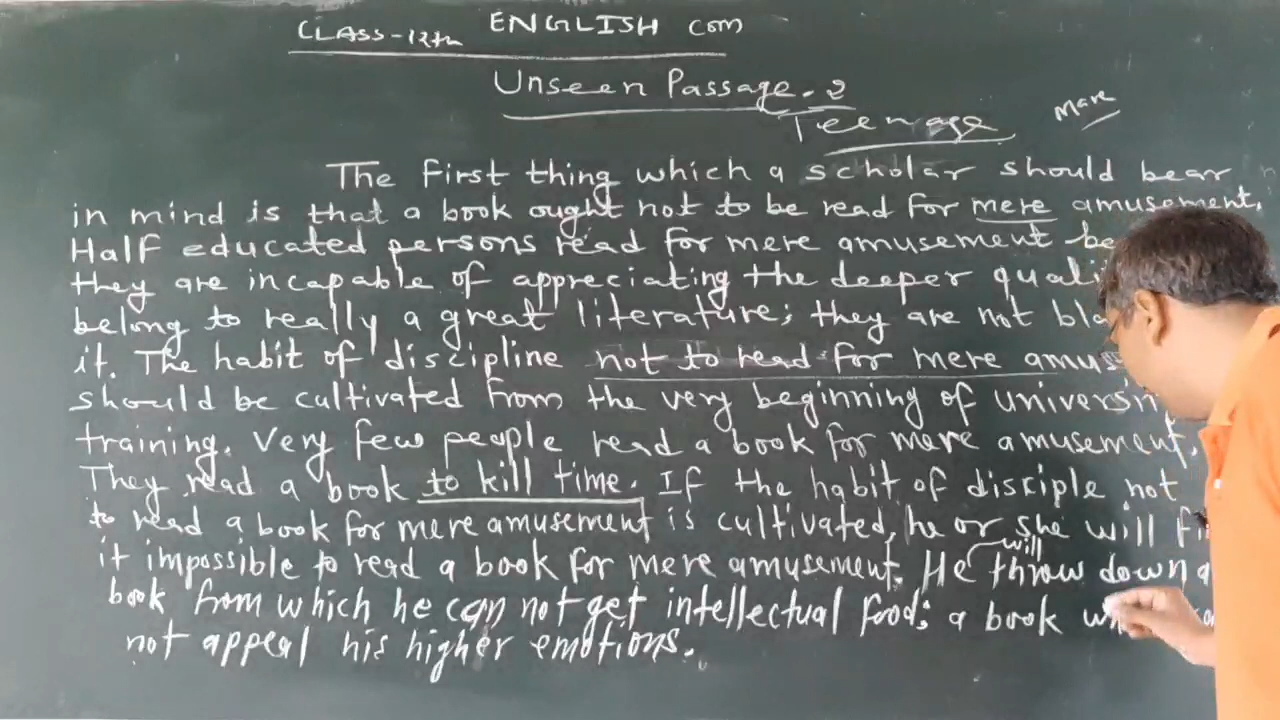 CLASS-12th ENGLISH COM
Unseen Passage. 2
Teenage
Mare
The first thing which a scholar should bear
in mind is that a book ought not to be read for mere amusement.
Half educated persons read for mere amusement be
they are incapable of appreciating the deeper quali
belong to really a great literature; they are not bla
it. The habit of discipline not to read for mere amus
should be cultivated from the very beginning of universi
training. Very few people read a book for mere amusement.
They read a book to kill time. If the habit of disciple not
to read a book for mere amusement is cultivated, he or she will fi
it impossible to read a book for mere amusement. He will throw down a
book from which he can not get intellectual food; a book
not appeal his higher emotions.